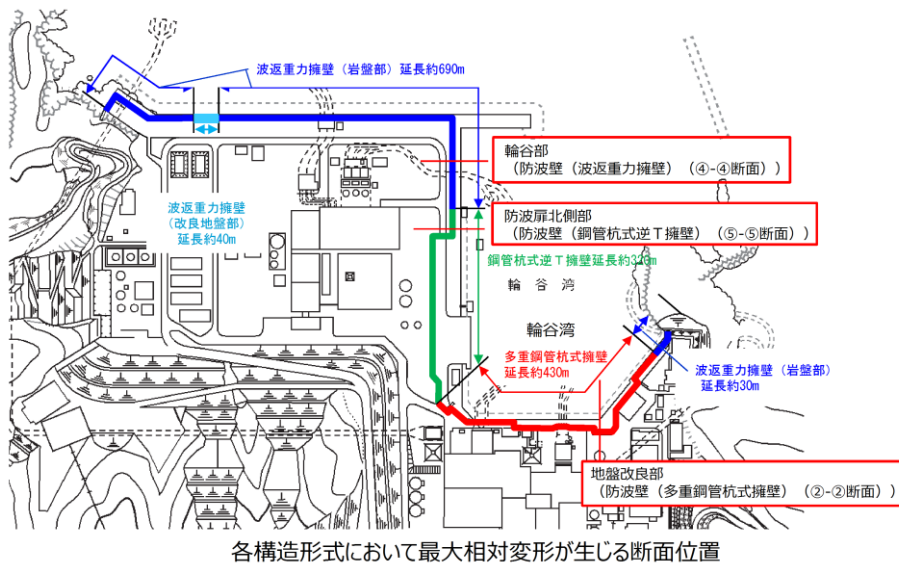 波返重力擁壁(岩盤部)延長約690m
輪谷部
(防波壁(波返重力擁壁)(④-④断面))
波返重力擁壁
(改良地盤部)
延長約40m
防波扉北側部
(防波壁(鋼管杭式逆T擁壁)(⑤-⑤断面))
鋼管杭式逆T擁壁延長約320m
輪谷湾
輪谷湾
多重鋼管杭式擁壁
延長約430m
波返重力擁壁(岩盤部)
延長約30m
地盤改良部
(防波壁(多重鋼管杭式擁壁)(②-②断面))
各構造形式において最大相対変形が生じる断面位置